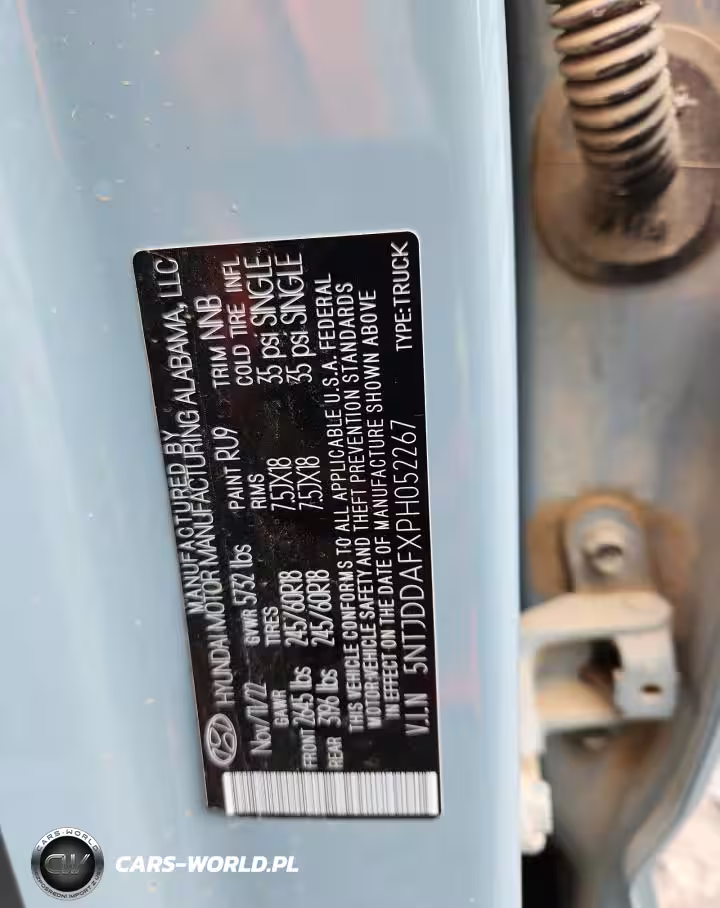 MANUFACTURED BY
HYUNDAI MOTOR MANUFACTURING ALABAMA, LLC
Nov/11/22 GVWR 5732 lbs PAINT RU9 TRIM NNB
GAWR TIRES RIMS COLD TIRE INFL
FRONT 2645 lbs 245/60R18 7.5JX18 35 psi SINGLE
REAR 3196 lbs 245/60R18 7.5JX18 35 psi SINGLE
THIS VEHICLE CONFORMS TO ALL APPLICABLE U.S.A. FEDERAL
MOTOR VEHICLE SAFETY AND THEFT PREVENTION STANDARDS
IN EFFECT ON THE DATE OF MANUFACTURE SHOWN ABOVE
V.I.N 5NTJDDAFXPH052267 TYPE:TRUCK
CARS-WORLD
CW
CARS-WORLD.PL